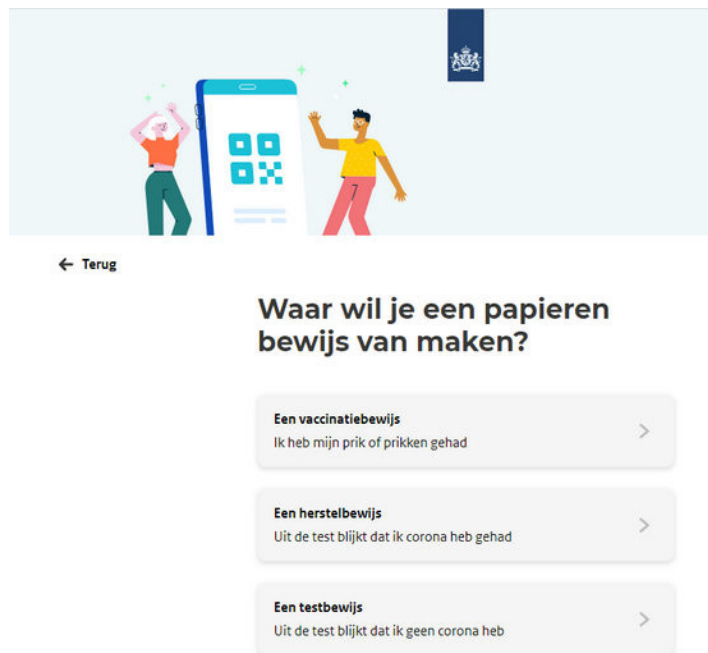 Terug
Waar wil je een papieren
bewijs van maken?
Een vaccinatiebewijs
Ik heb mijn prik of prikken gehad
Een herstelbewijs
Uit de test blijkt dat ik corona heb gehad
Een testbewijs
Uit de test blijkt dat ik geen corona heb